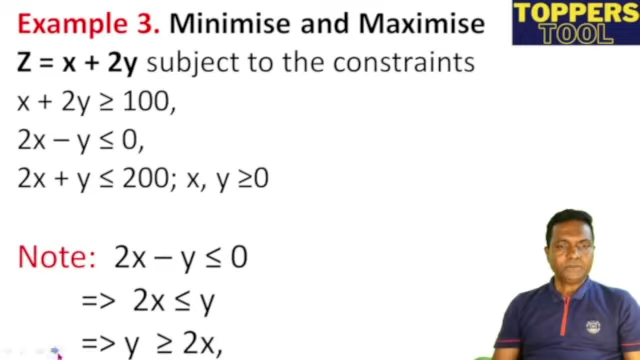 Example 3. Minimise and Maximise
TOPPERS
TOOL
Z = x + 2y subject to the constraints
x + 2y ≥ 100,
2x – y ≤ 0,
2x + y ≤ 200; x, y ≥0
Note: 2x – y ≤ 0
=> 2x ≤ y
=> y ≥ 2x,